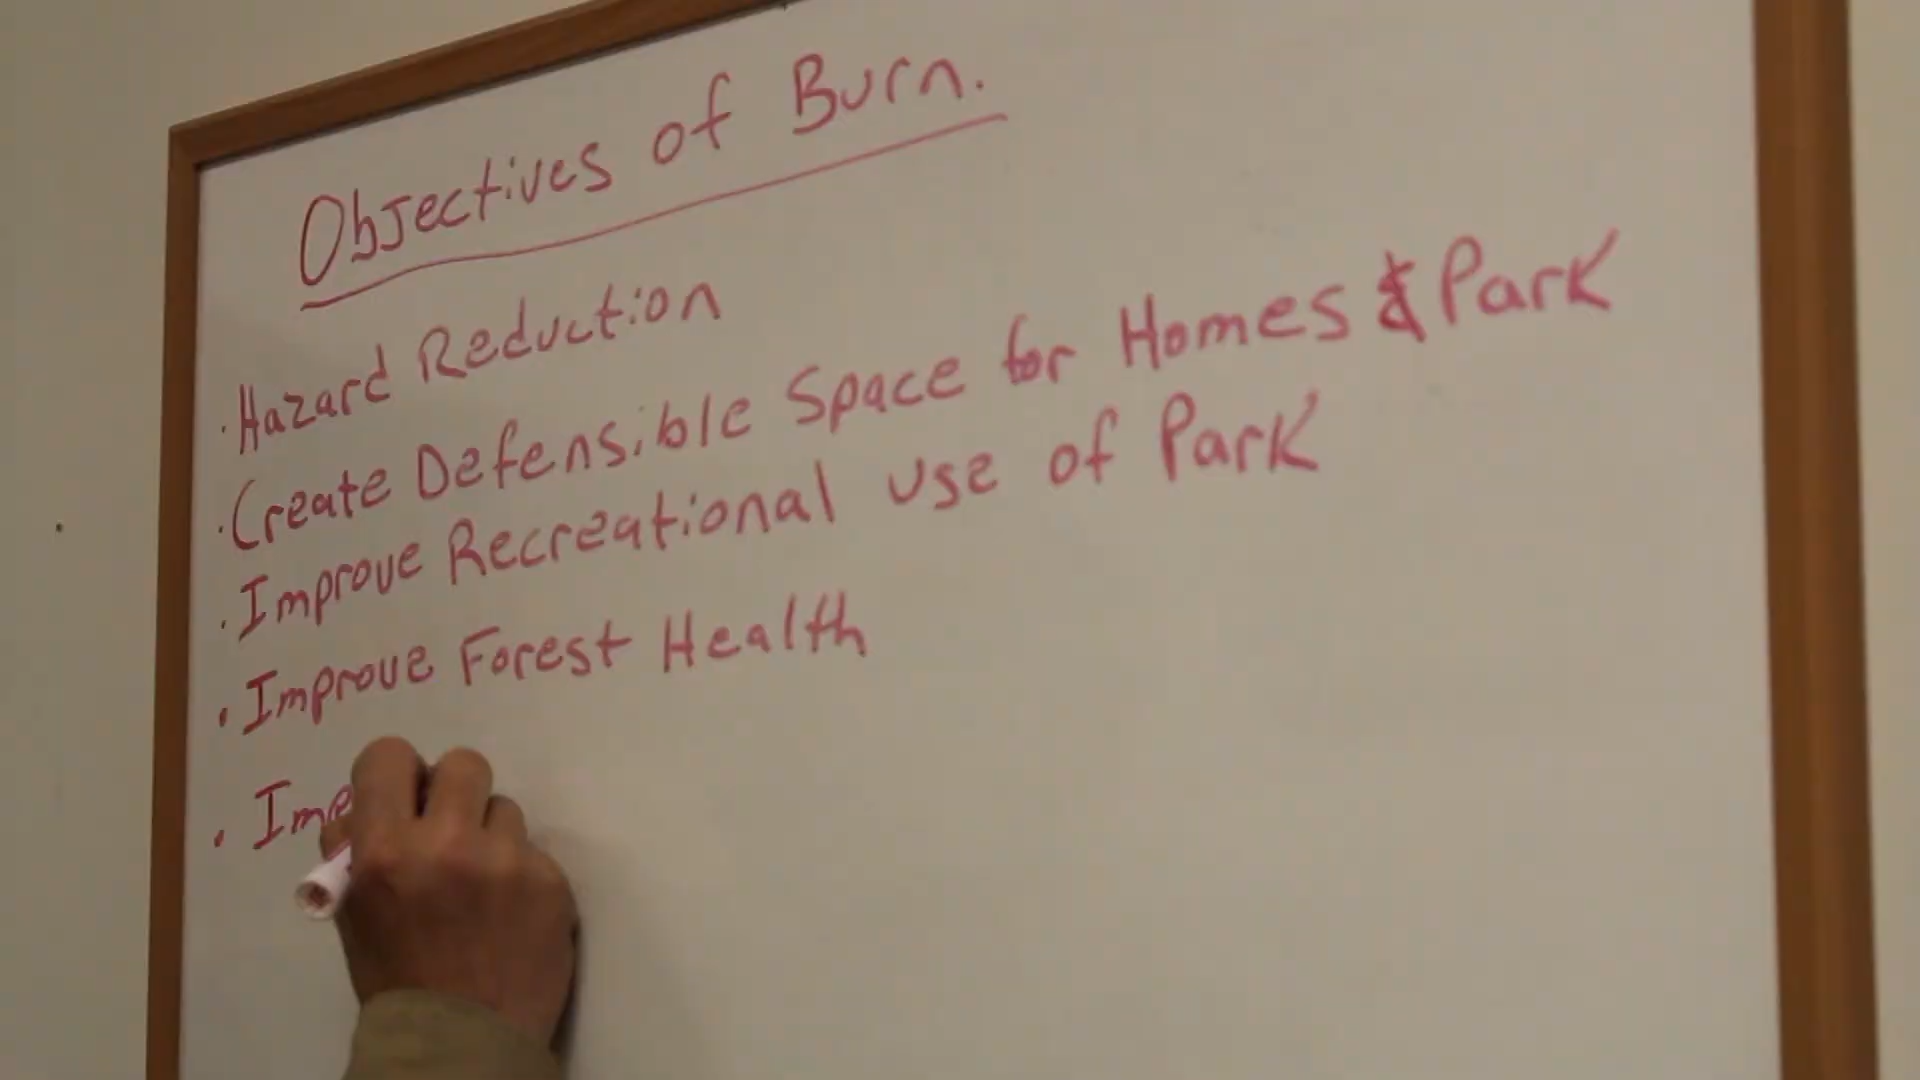 Objectives of Burn.
· Hazard Reduction
· Create Defensible Space for Homes & Park
· Improve Recreational use of Park
· Improve Forest Health
·